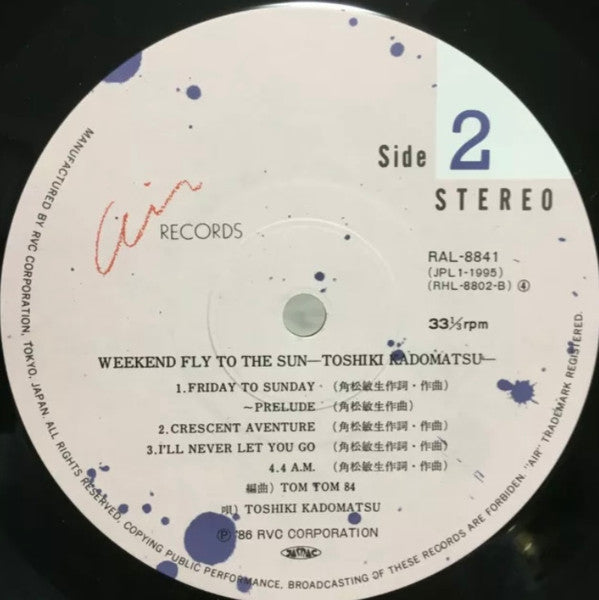 Side 2
STEREO
air RECORDS
RAL-8841
(JPL1-1995)
(RHL-8802-B) ④
33⅓rpm
WEEKEND FLY TO THE SUN—TOSHIKI KADOMATSU—
1.FRIDAY TO SUNDAY (角松敏生作詞・作曲)
~PRELUDE (角松敏生作曲)
2.CRESCENT AVENTURE (角松敏生作詞・作曲)
3.I'LL NEVER LET YOU GO (角松敏生作詞・作曲)
4.4 A.M. (角松敏生作詞・作曲)
編曲) TOM TOM 84
唄) TOSHIKI KADOMATSU
Ⓟ '86 RVC CORPORATION
JASRAC
MANUFACTURED BY RVC CORPORATION, TOKYO, JAPAN. ALL RIGHTS RESERVED, COPYING PUBLIC PERFORMANCE, BROADCASTING OF THESE RECORDS ARE FORBIDDEN. "AIR" TRADEMARK REGISTERED.